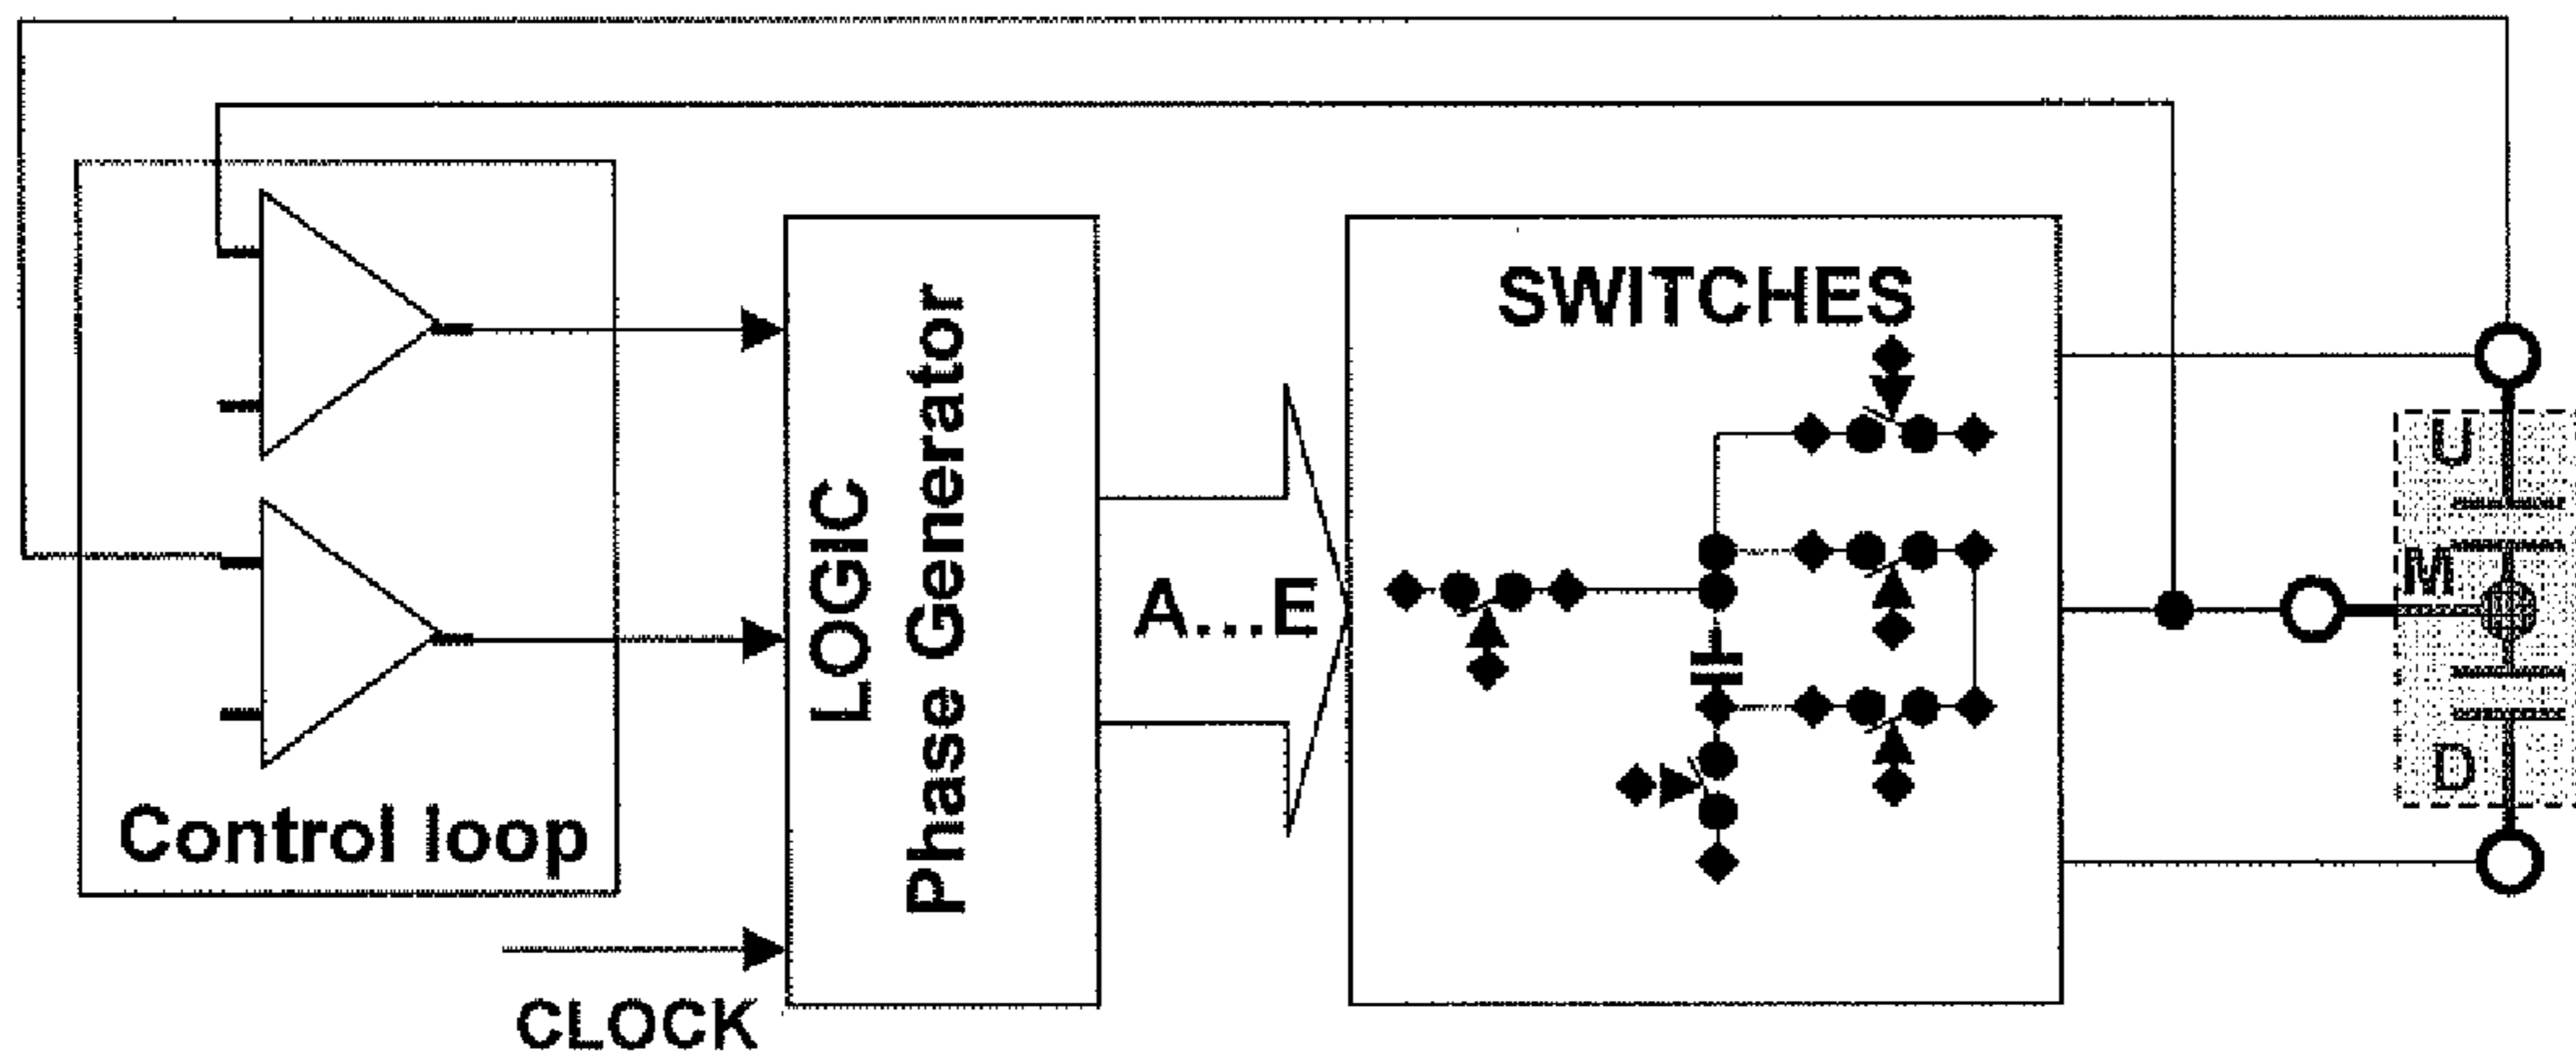 SWITCHES
LOGIC
Phase Generator
A...E
U
M
D
Control loop
CLOCK